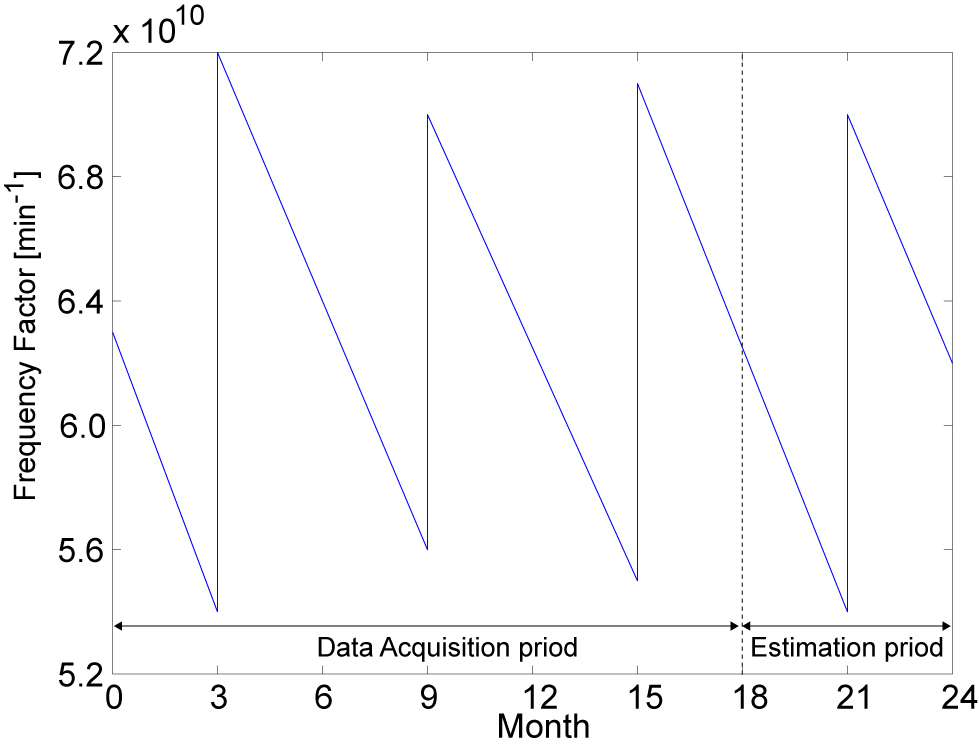 x 10^10
7.2
6.8
6.4
6.0
5.6
5.2
Frequency Factor [min^-1]
Data Acquisition priod
Estimation priod
0 3 6 9 12 15 18 21 24
Month